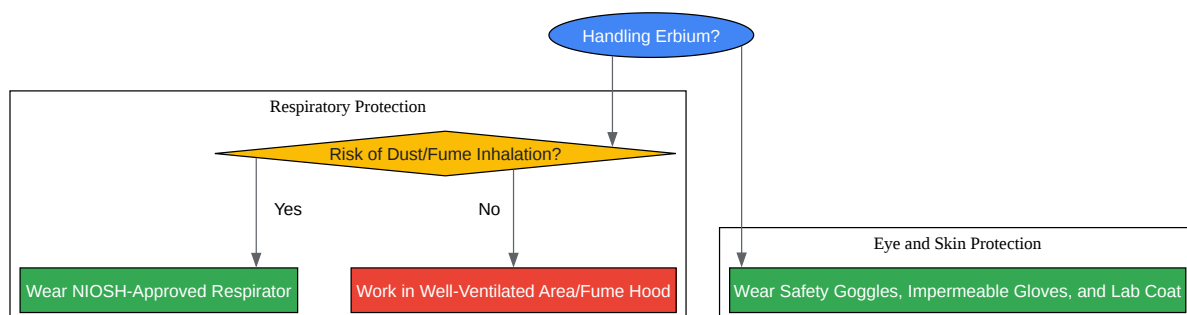 Handling Erbium?
Respiratory Protection
Risk of Dust/Fume Inhalation?
Yes
No
Eye and Skin Protection
Wear NIOSH-Approved Respirator
Work in Well-Ventilated Area/Fume Hood
Wear Safety Goggles, Impermeable Gloves, and Lab Coat